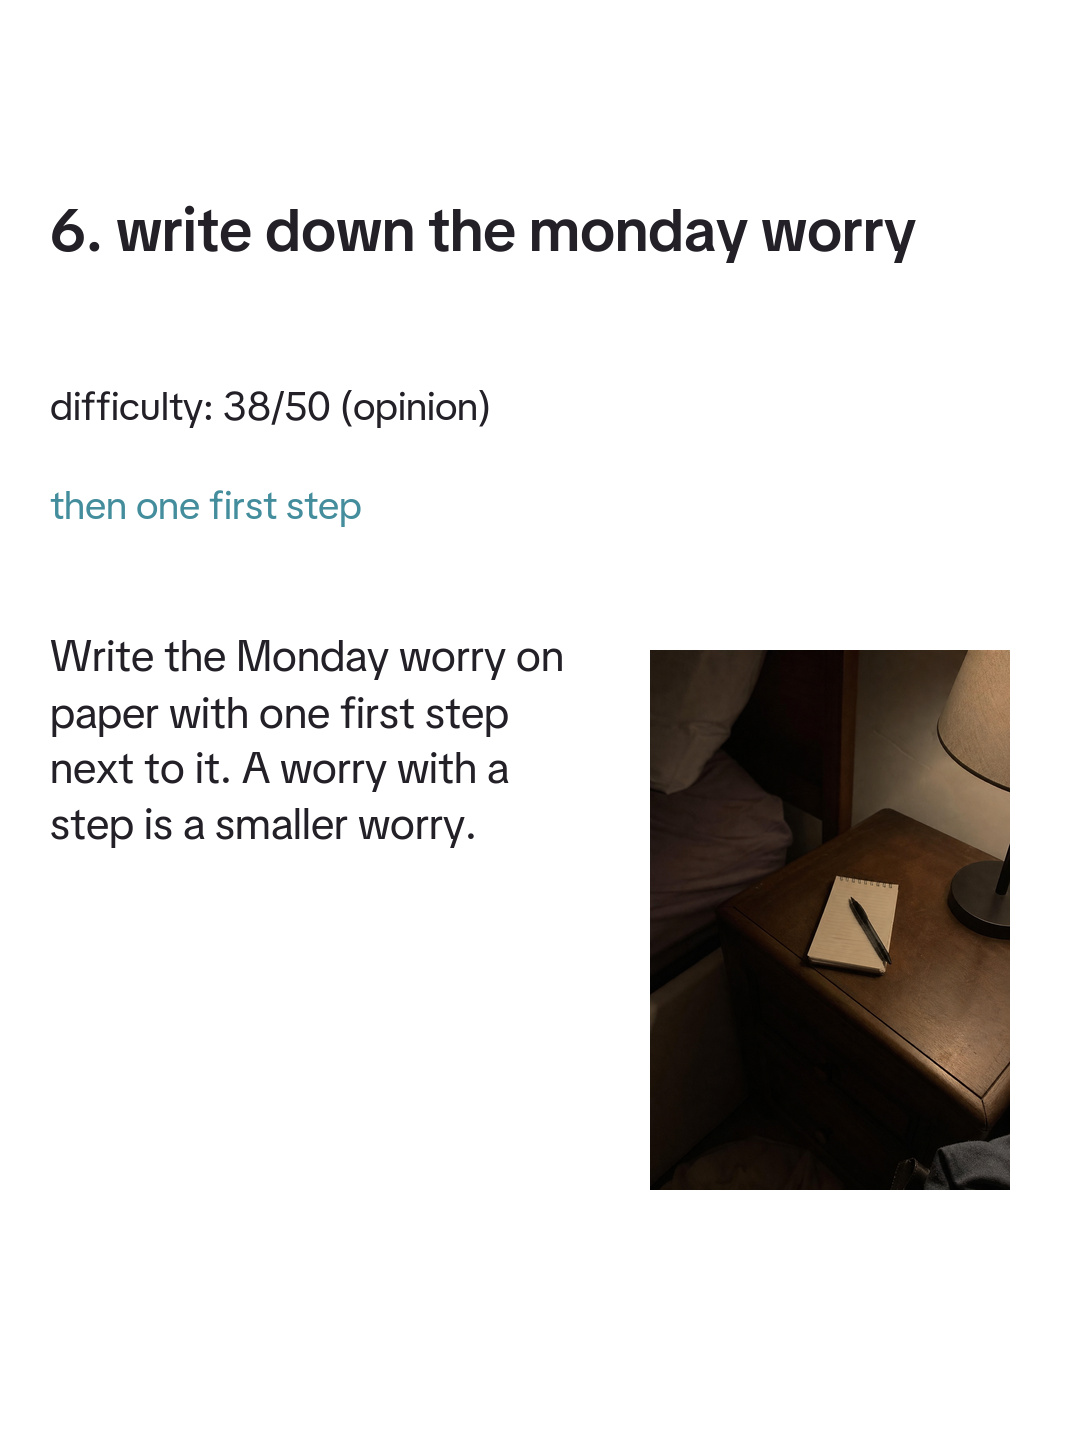 6. write down the monday worry
difficulty: 38/50 (opinion)
then one first step
Write the Monday worry on
paper with one first step
next to it. A worry with a
step is a smaller worry.